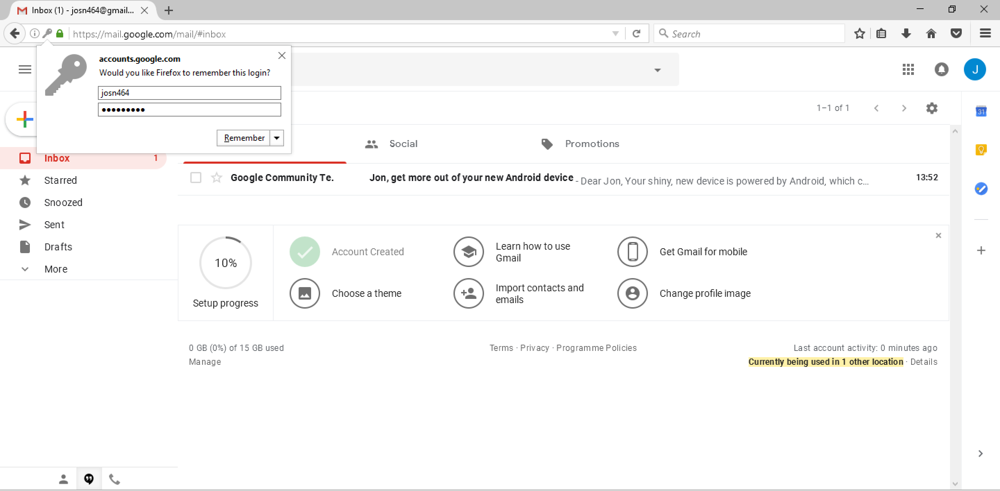 Inbox (1) - josn464@gmail...
https://mail.google.com/mail/#inbox
Search
accounts.google.com
Would you like Firefox to remember this login?
josn464
●●●●●●●●●
Remember
J
1–1 of 1
31
Social
Promotions
Inbox 1
Starred
Snoozed
Sent
Drafts
More
Google Community Te. Jon, get more out of your new Android device - Dear Jon, Your shiny, new device is powered by Android, which c... 13:52
10%
Setup progress
Account Created
Learn how to use
Gmail
Get Gmail for mobile
Choose a theme
Import contacts and
emails
Change profile image
0 GB (0%) of 15 GB used
Manage
Terms · Privacy · Programme Policies
Last account activity: 0 minutes ago
Currently being used in 1 other location · Details